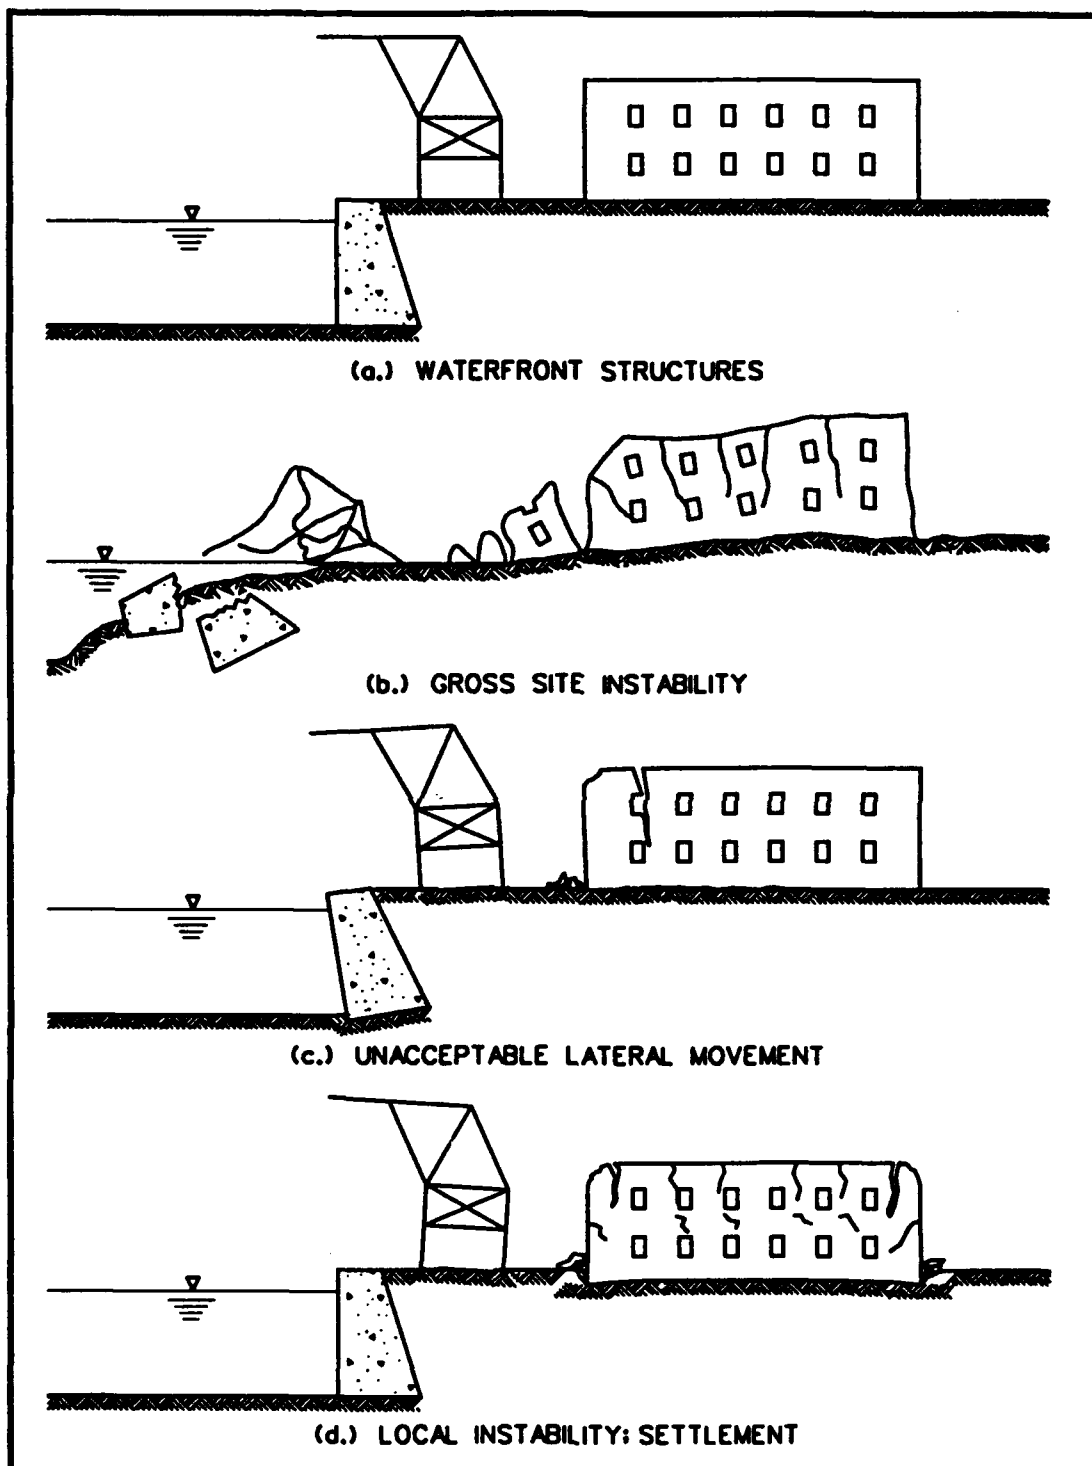 (a.) WATERFRONT STRUCTURES
(b.) GROSS SITE INSTABILITY
(c.) UNACCEPTABLE LATERAL MOVEMENT
(d.) LOCAL INSTABILITY; SETTLEMENT